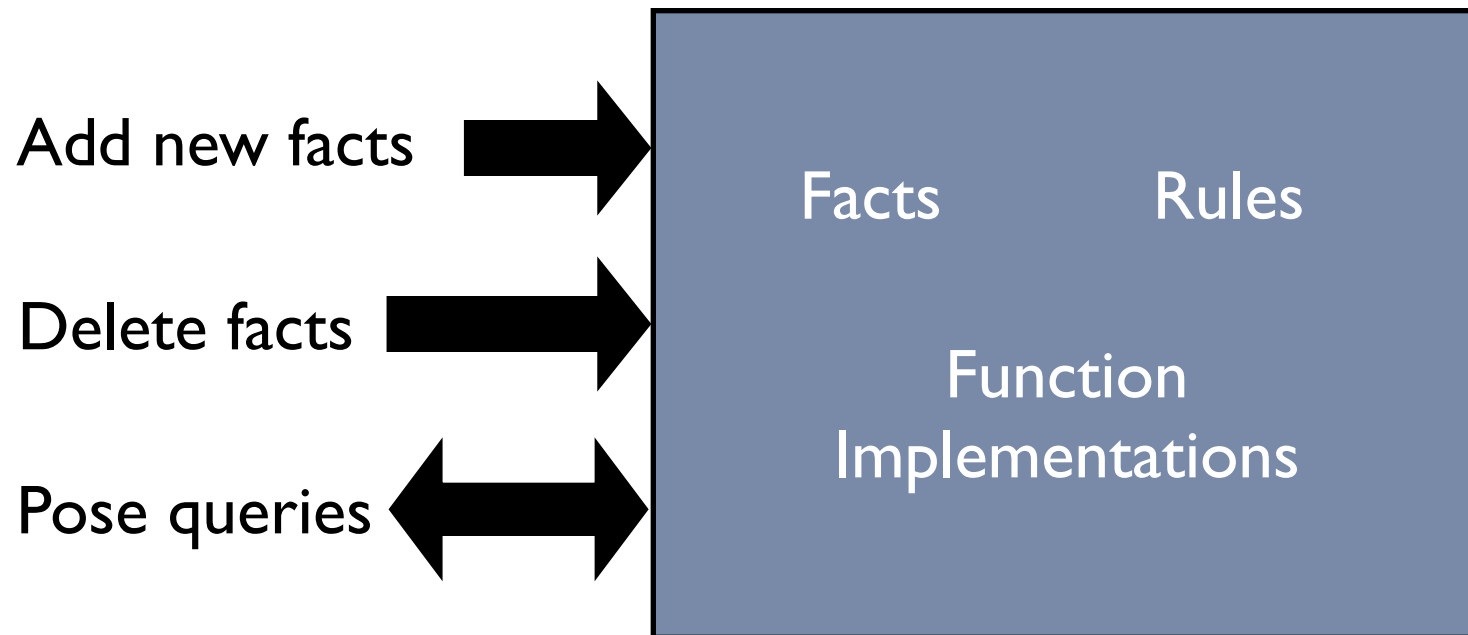 Add new facts
Facts
Rules
Delete facts
Function
Implementations
Pose queries